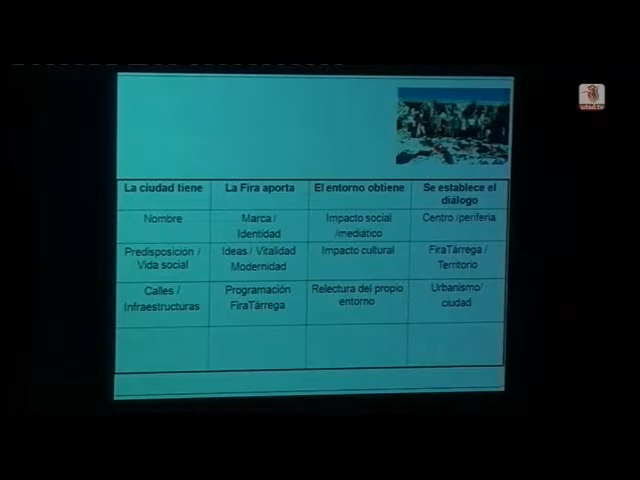 utad.tv
La ciudad tiene
La Fira aporta
El entorno obtiene
Se establece el
diálogo
Nombre
Marca /
Identidad
Impacto social
/mediático
Centro /periferia
Predisposición /
Vida social
Ideas / Vitalidad
Modernidad
Impacto cultural
FiraTàrrega /
Territorio
Calles /
Infraestructuras
Programación
FiraTàrrega
Relectura del propio
entorno
Urbanismo/
ciudad